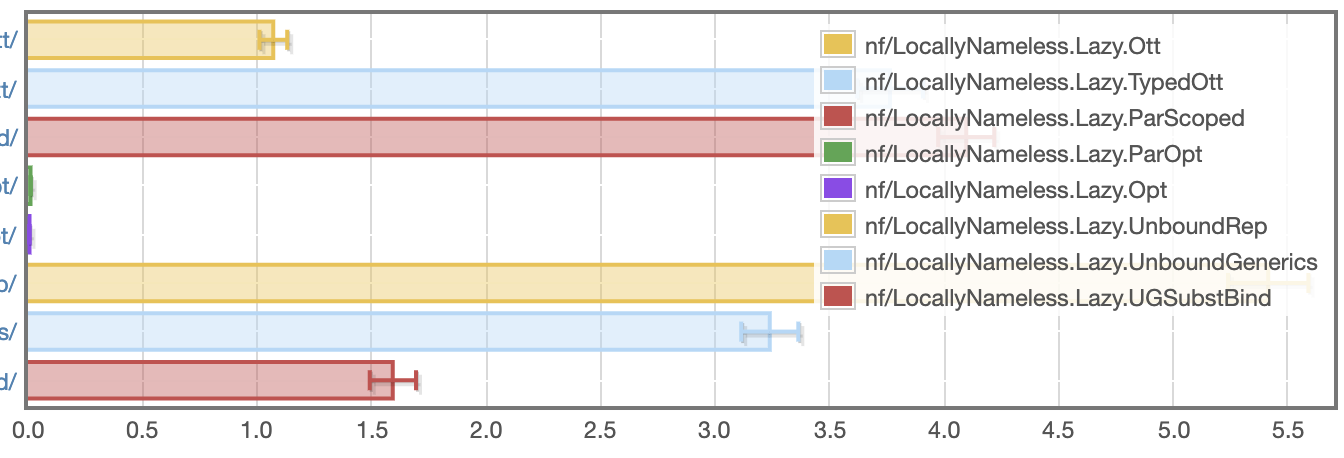 tt/
nf/LocallyNameless.Lazy.Ott
tt/
nf/LocallyNameless.Lazy.TypedOtt
d/
nf/LocallyNameless.Lazy.ParScoped
nf/LocallyNameless.Lazy.ParOpt
pt/
nf/LocallyNameless.Lazy.Opt
t/
nf/LocallyNameless.Lazy.UnboundRep
nf/LocallyNameless.Lazy.UnboundGenerics
/
nf/LocallyNameless.Lazy.UGSubstBind
s/
d/
0.0 0.5 1.0 1.5 2.0 2.5 3.0 3.5 4.0 4.5 5.0 5.5